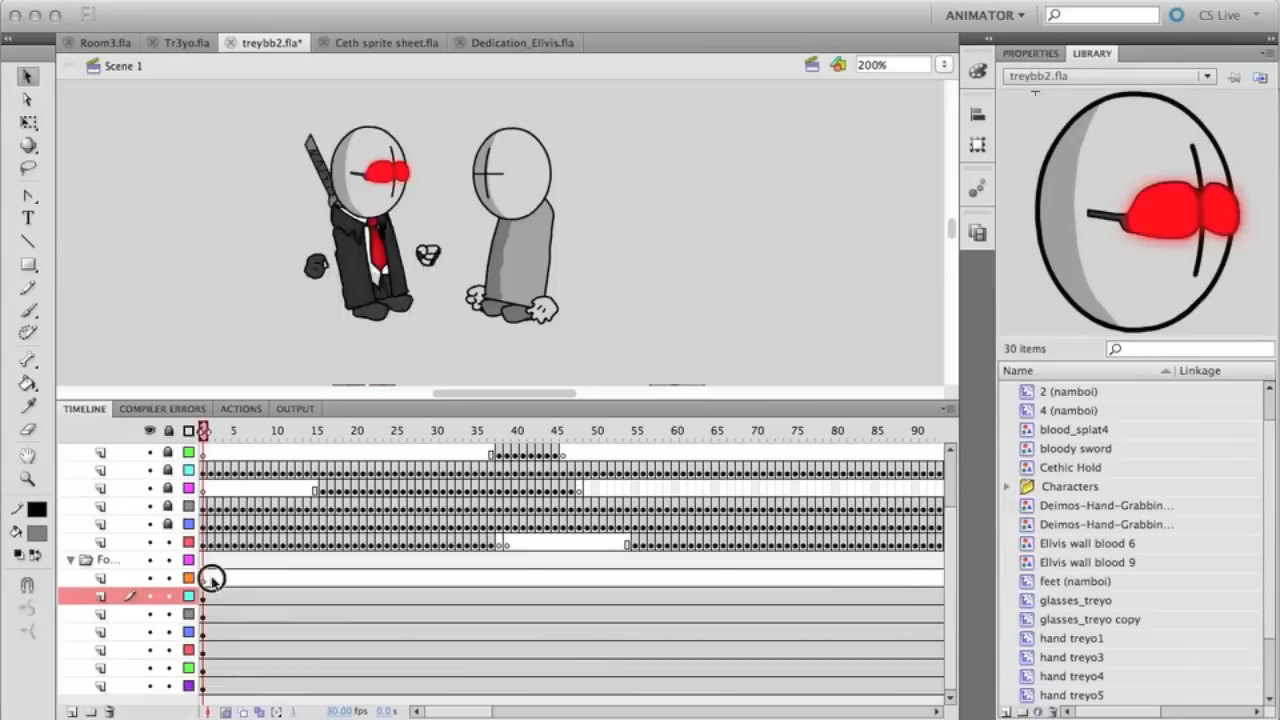 Fl ANIMATOR CS Live
Room3.fla Tr3yo.fla treybb2.fla* Ceth sprite sheet.fla Dedication_Ellvis.fla
Scene 1 200%
PROPERTIES LIBRARY
treybb2.fla
30 items
Name Linkage
2 (namboi)
4 (namboi)
blood_splat4
bloody sword
Cethic Hold
Characters
Deimos-Hand-Grabbin...
Deimos-Hand-Grabbin...
Ellvis wall blood 6
Ellvis wall blood 9
feet (namboi)
glasses_treyo
glasses_treyo copy
hand treyo1
hand treyo3
hand treyo4
hand treyo5
TIMELINE COMPILER ERRORS ACTIONS OUTPUT
5 10 15 20 25 30 35 40 45 50 55 60 65 70 75 80 85 90
Fo...
0.0 s